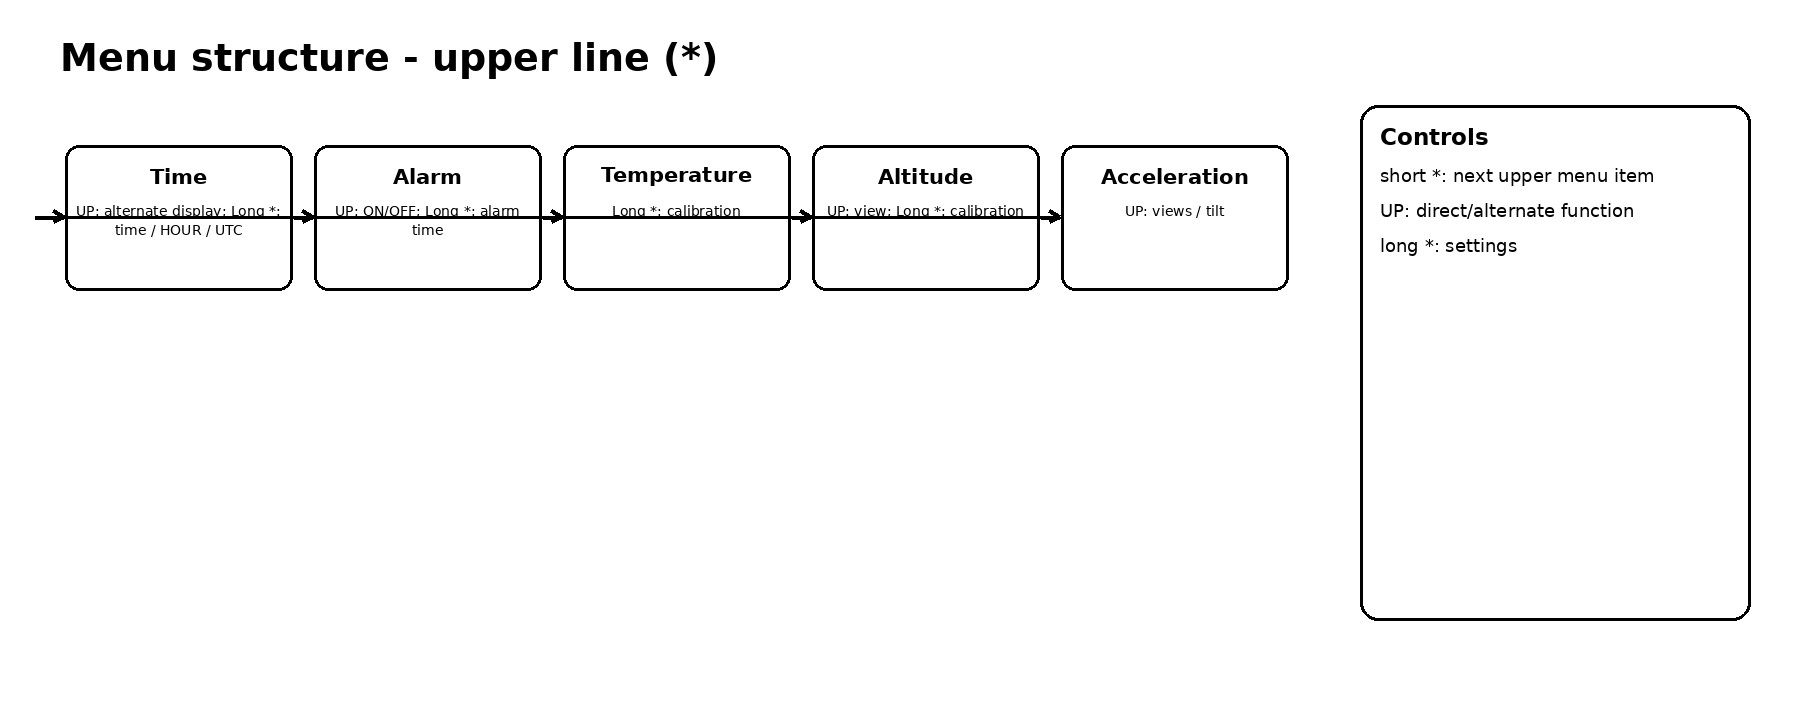 Menu structure - upper line (*)
Time
UP: alternate display; Long *:
time / HOUR / UTC
Alarm
UP: ON/OFF; Long *: alarm
time
Temperature
Long *: calibration
Altitude
UP: view; Long *: calibration
Acceleration
UP: views / tilt
Controls
short *: next upper menu item
UP: direct/alternate function
long *: settings